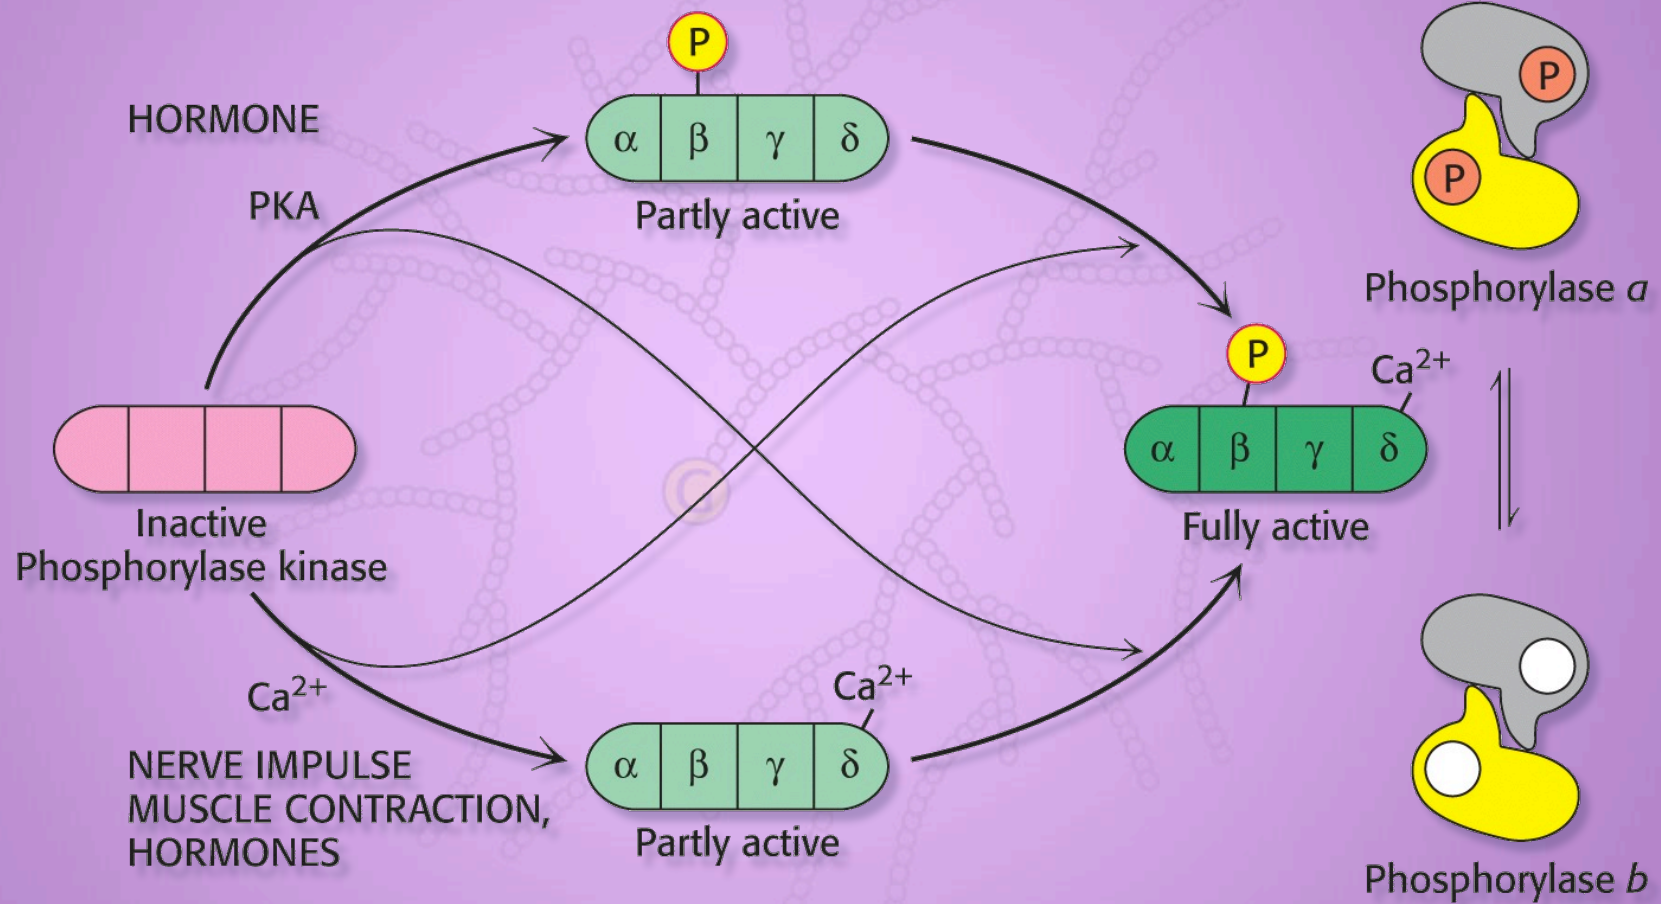 P
HORMONE
PKA
α β γ δ
Partly active
P
P
Phosphorylase a
Inactive
Phosphorylase kinase
P
Ca²⁺
α β γ δ
Fully active
Ca²⁺
NERVE IMPULSE
MUSCLE CONTRACTION,
HORMONES
Ca²⁺
α β γ δ
Partly active
Phosphorylase b
G